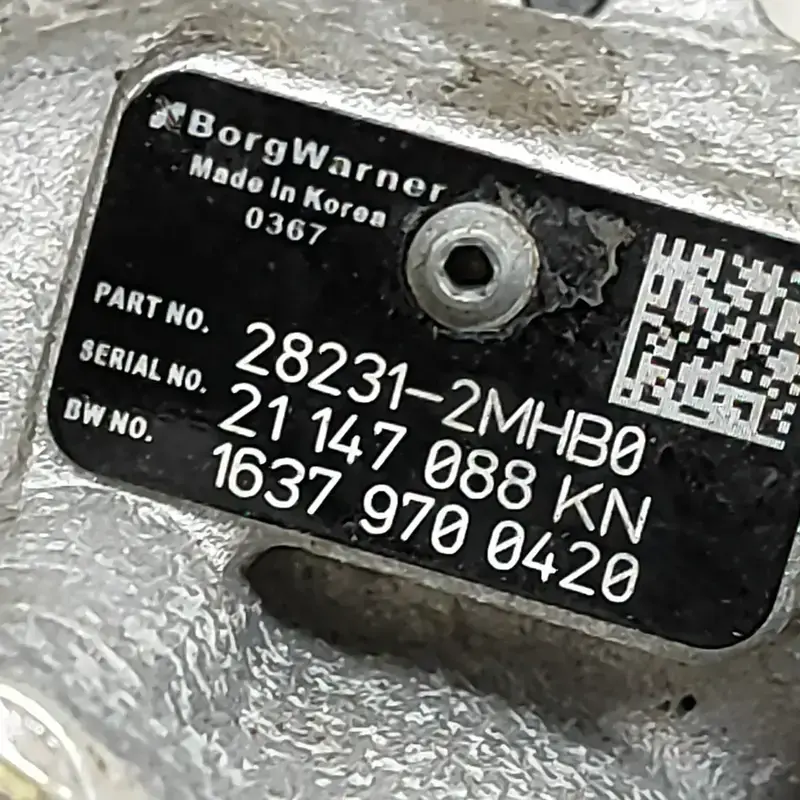 BorgWarner
Made In Korea
0367
PART NO. 28231-2MHB0
SERIAL NO. 21 147 088 KN
BW NO. 1637 970 0420